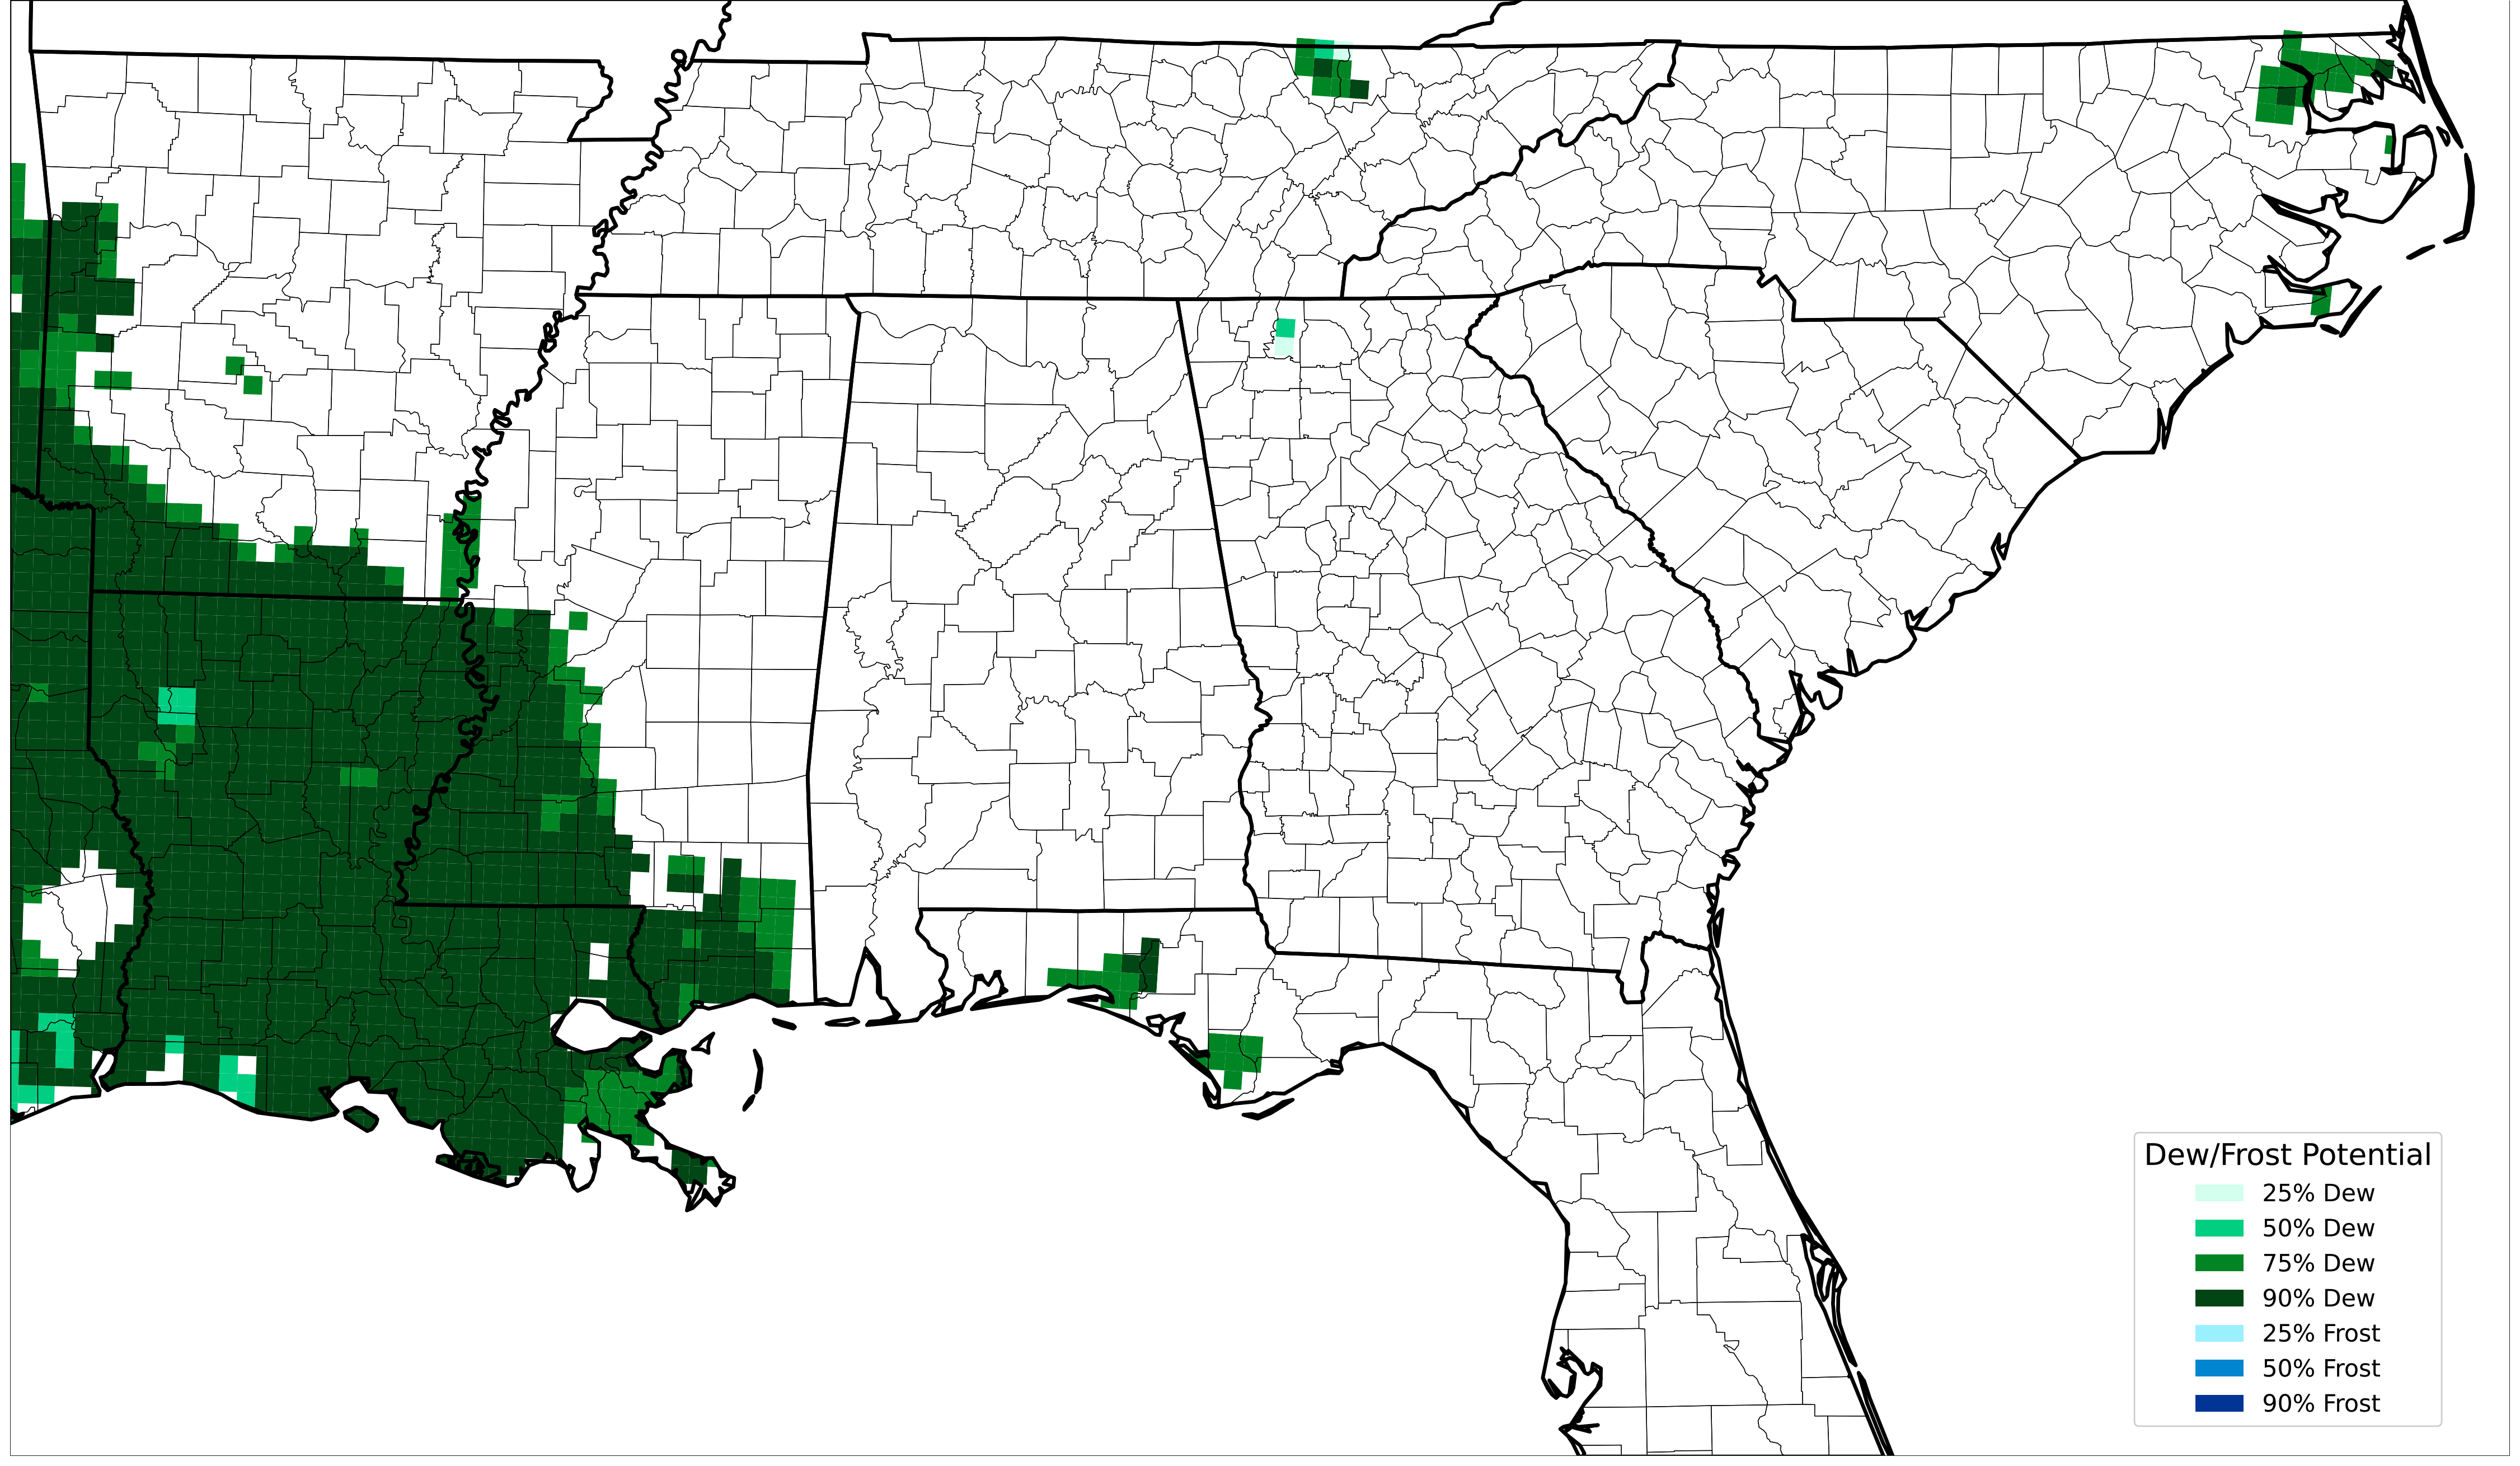 Dew/Frost Potential
25% Dew
50% Dew
75% Dew
90% Dew
25% Frost
50% Frost
90% Frost